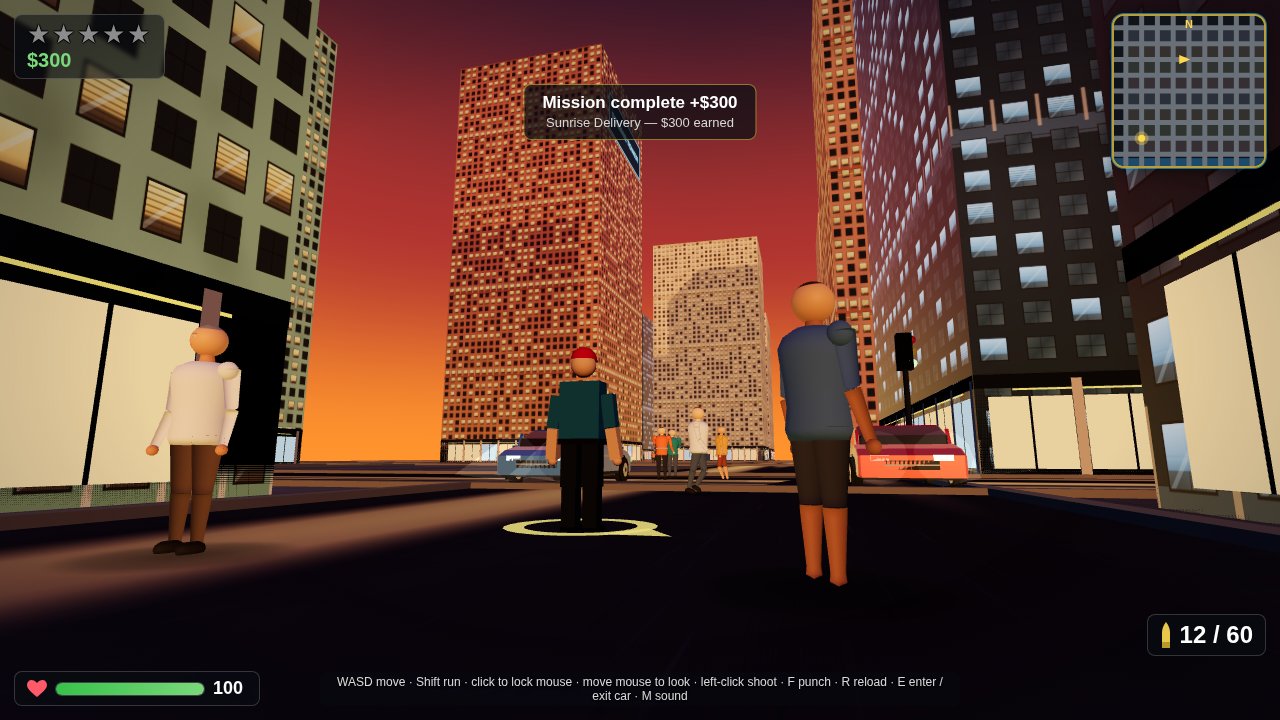 $300
Mission complete +$300
Sunrise Delivery — $300 earned
N
12 / 60
100
WASD move · Shift run · click to lock mouse · move mouse to look · left-click shoot · F punch · R reload · E enter /
exit car · M sound